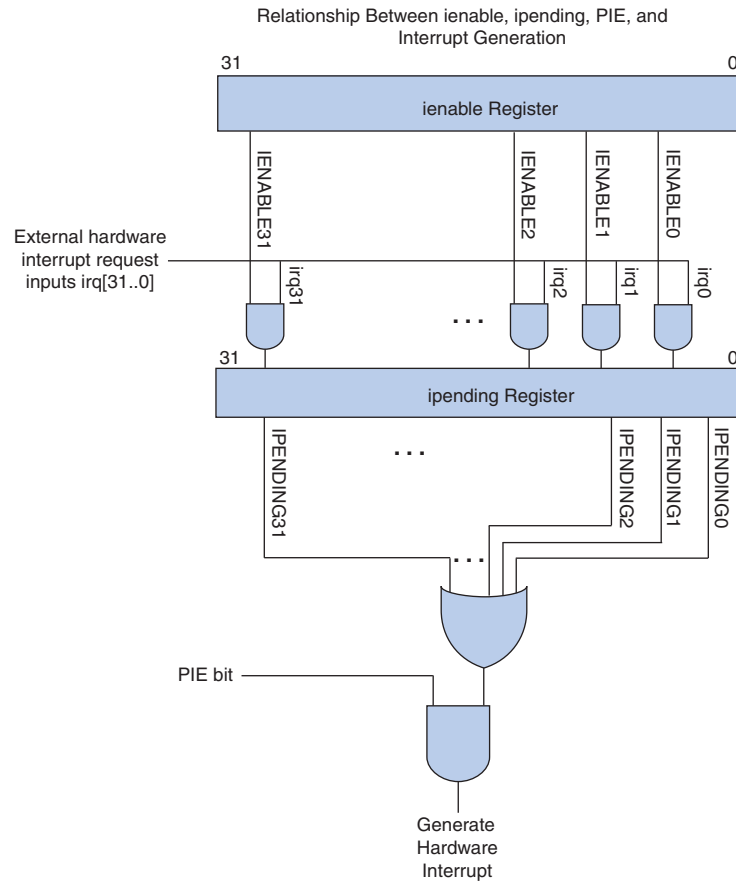 Relationship Between ienable, ipending, PIE, and
Interrupt Generation
31
0
ienable Register
IENABLE31
IENABLE2
IENABLE1
IENABLE0
External hardware
interrupt request
inputs irq[31..0]
irq31
irq2
irq1
irq0
...
31
0
ipending Register
IPENDING31
...
IPENDING2
IPENDING1
IPENDING0
...
PIE bit
Generate
Hardware
Interrupt